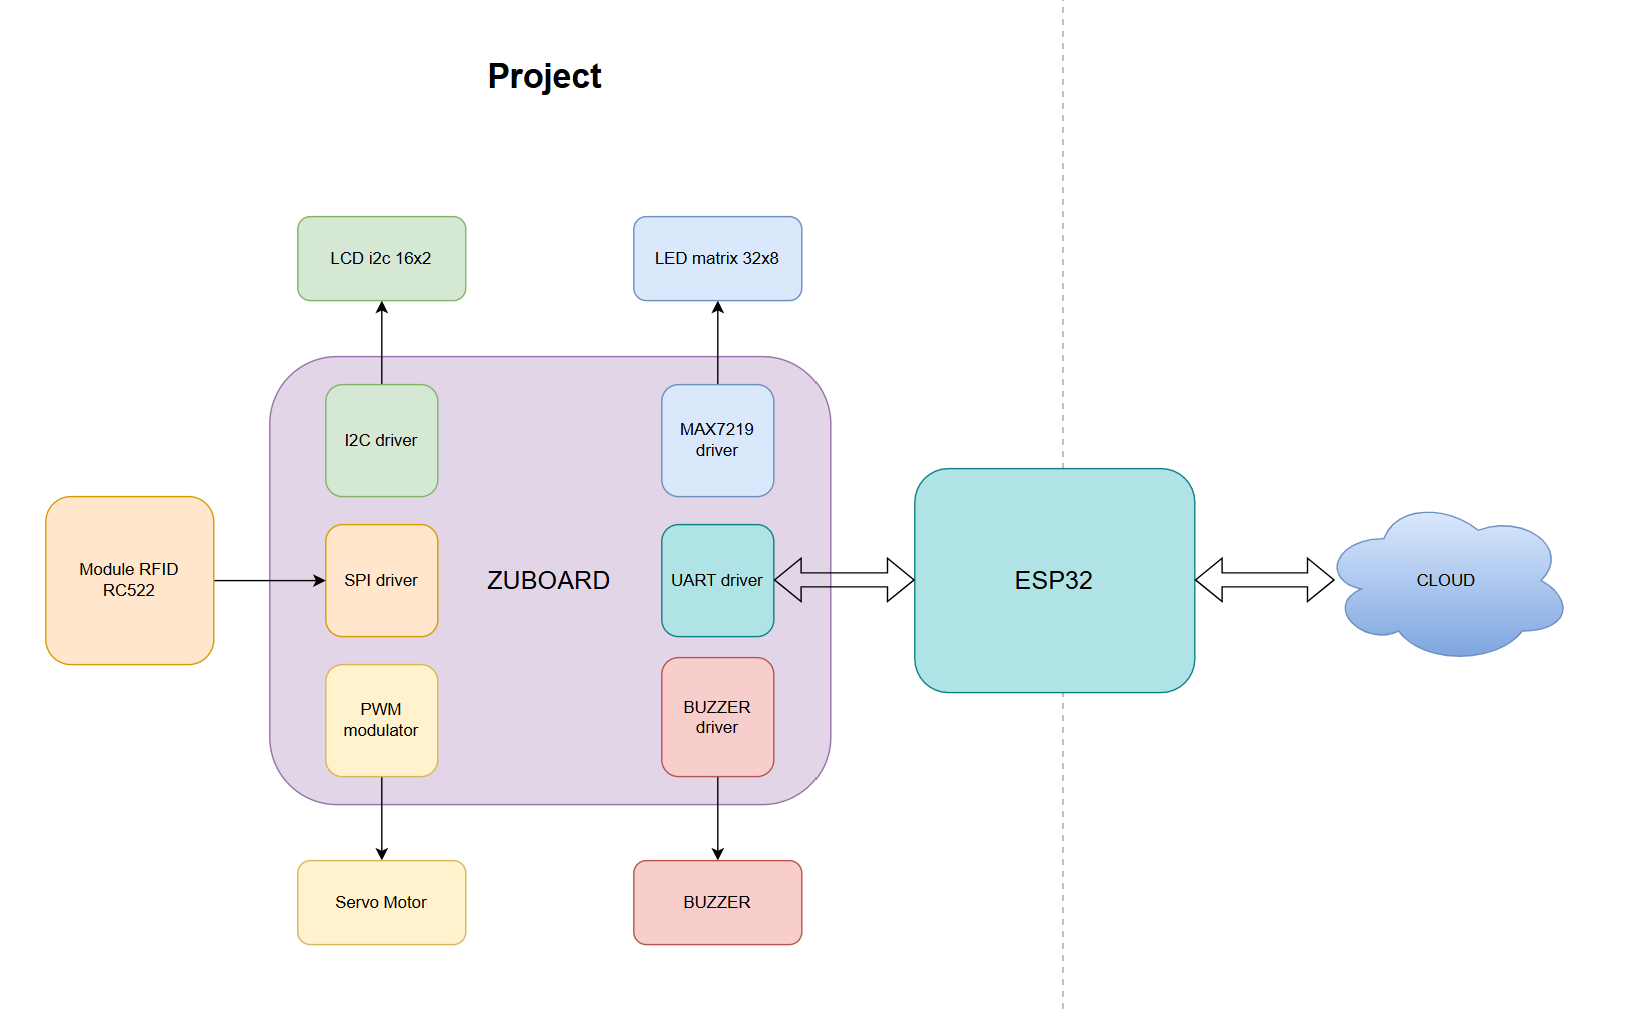 Project
LCD i2c 16x2
LED matrix 32x8
I2C driver
MAX7219
driver
Module RFID
RC522
SPI driver
ZUBOARD
UART driver
ESP32
CLOUD
PWM
modulator
BUZZER
driver
Servo Motor
BUZZER